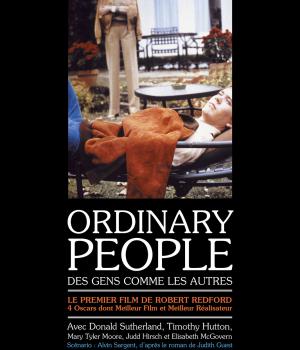 ORDINARY
PEOPLE
DES GENS COMME LES AUTRES
LE PREMIER FILM DE ROBERT REDFORD
4 Oscars dont Meilleur Film et Meilleur Réalisateur
Avec Donald Sutherland, Timothy Hutton,
Mary Tyler Moore, Judd Hirsch et Elisabeth McGovern
Scénario : Alvin Sargent, d'après le roman de Judith Guest